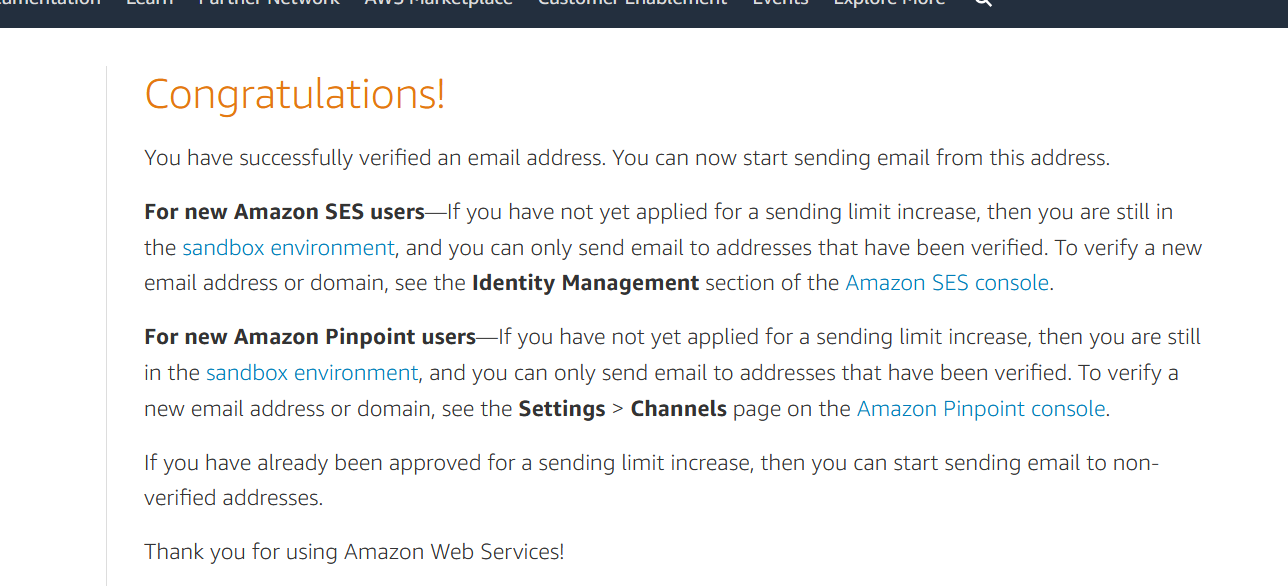 Learn Partner Network AWS Marketplace Customer Enablement Events Explore More
Congratulations!
You have successfully verified an email address. You can now start sending email from this address.
For new Amazon SES users—If you have not yet applied for a sending limit increase, then you are still in
the sandbox environment, and you can only send email to addresses that have been verified. To verify a new
email address or domain, see the Identity Management section of the Amazon SES console.
For new Amazon Pinpoint users—If you have not yet applied for a sending limit increase, then you are still
in the sandbox environment, and you can only send email to addresses that have been verified. To verify a
new email address or domain, see the Settings > Channels page on the Amazon Pinpoint console.
If you have already been approved for a sending limit increase, then you can start sending email to non-
verified addresses.
Thank you for using Amazon Web Services!